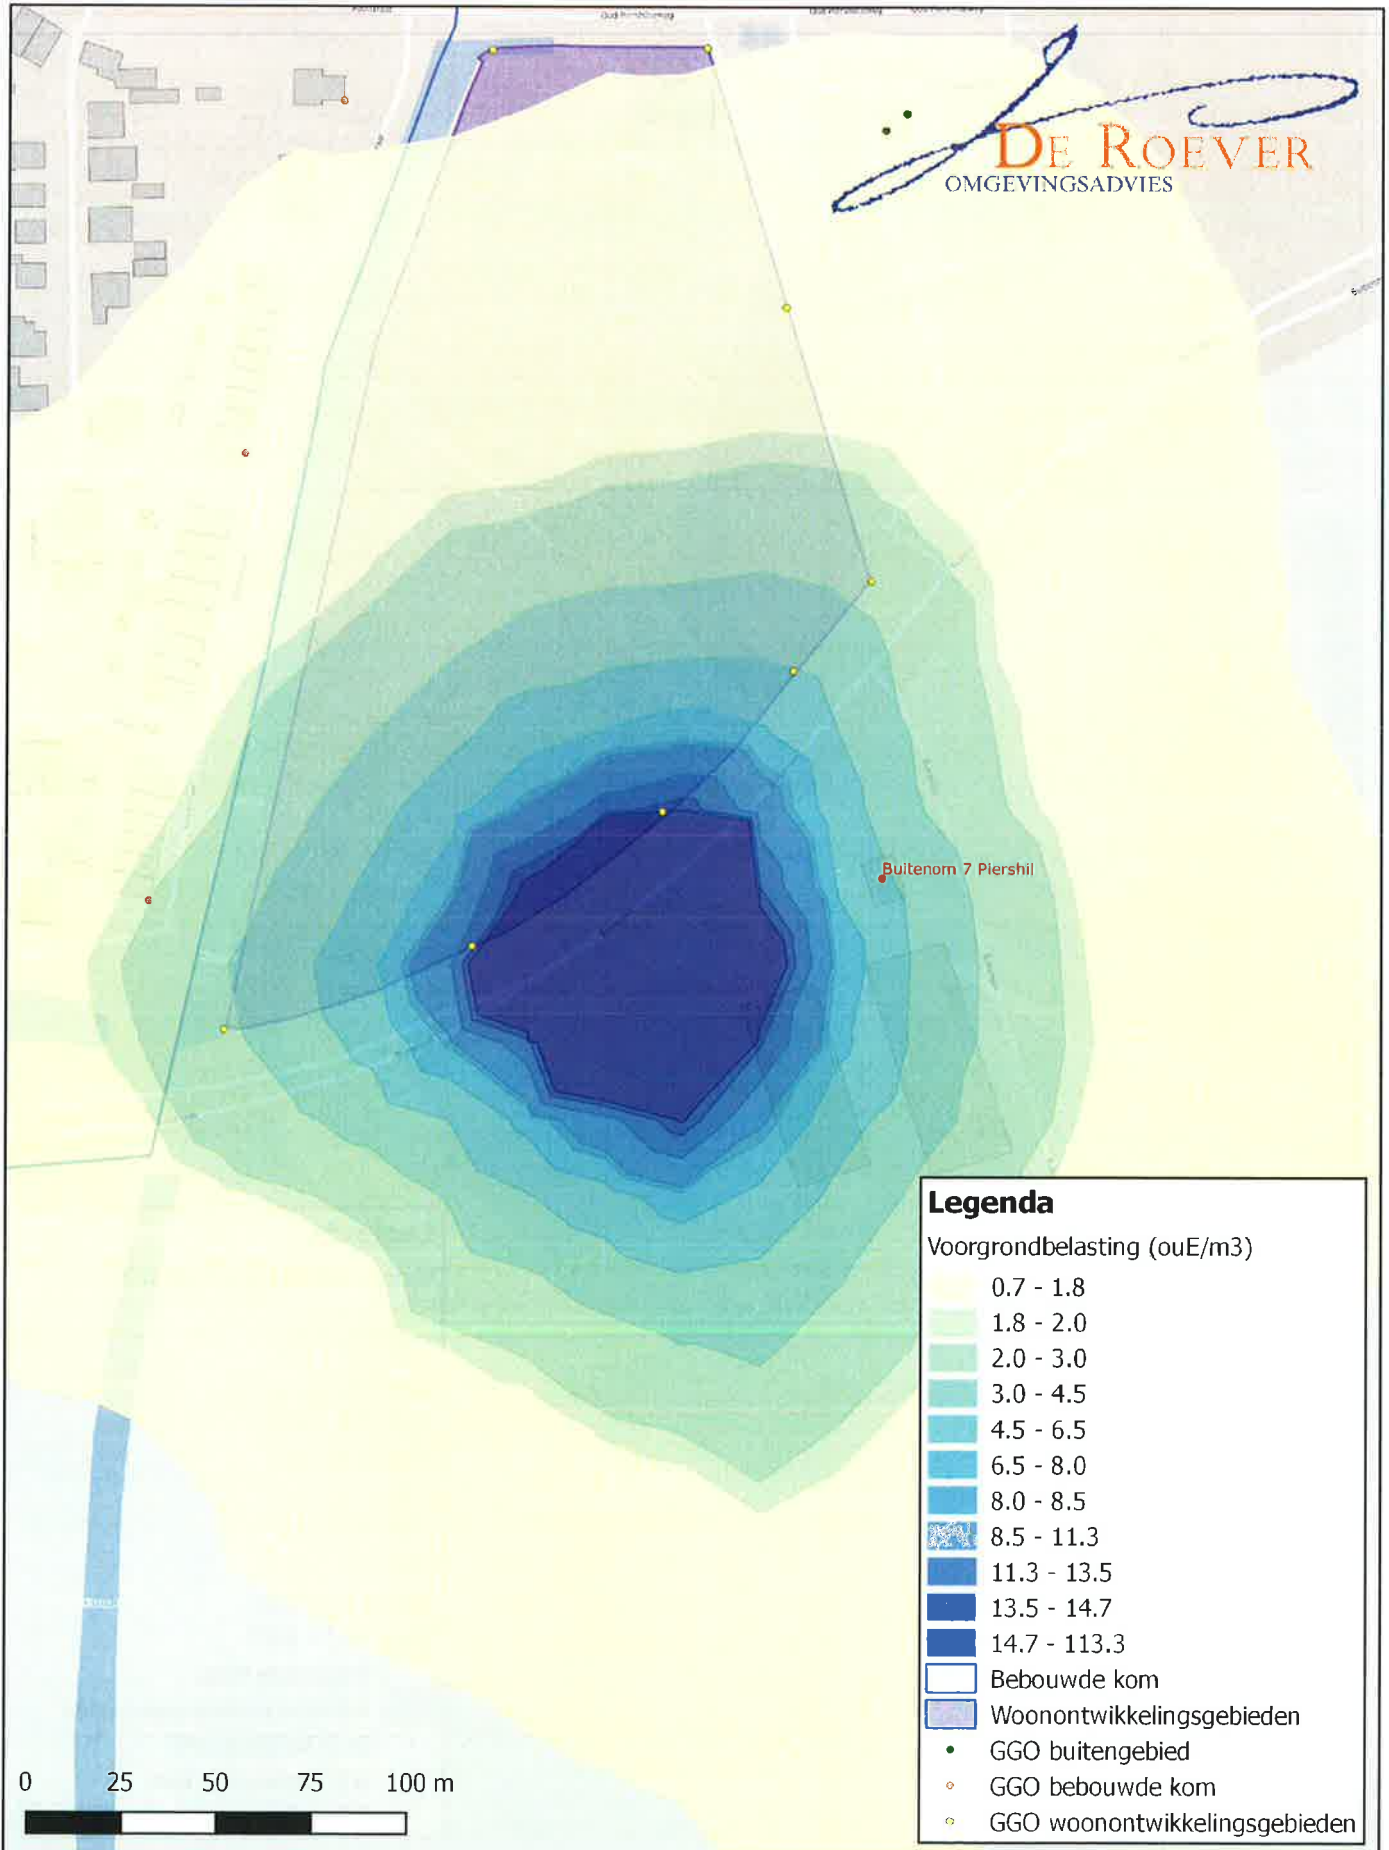 DE ROEVER
OMGEVINGSADVIES
Buitenom 7 Piershil
Legenda
Voorgrondbelasting (ouE/m3)
0.7 - 1.8
1.8 - 2.0
2.0 - 3.0
3.0 - 4.5
4.5 - 6.5
6.5 - 8.0
8.0 - 8.5
8.5 - 11.3
11.3 - 13.5
13.5 - 14.7
14.7 - 113.3
Bebouwde kom
Woonontwikkelingsgebieden
GGO buitengebied
GGO bebouwde kom
GGO woonontwikkelingsgebieden
0 25 50 75 100 m